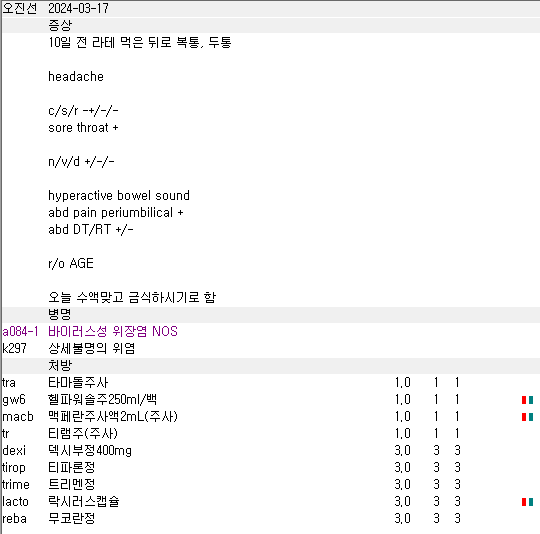 오진선 2024-03-17
증상
10일 전 라테 먹은 뒤로 복통, 두통
headache
c/s/r -+/-/-
sore throat +
n/v/d +/-/-
hyperactive bowel sound
abd pain periumbilical +
abd DT/RT +/-
r/o AGE
오늘 수액맞고 금식하시기로 함
병명
a084-1 바이러스성 위장염 NOS
k297 상세불명의 위염
처방
tra 타마돌주사 1.0 1 1
gw6 헬파워솔주250ml/백 1.0 1 1
macb 맥페란주사액2mL(주사) 1.0 1 1
tr 티램주(주사) 1.0 1 1
dexi 덱시부정400mg 3.0 3 3
tirop 티파론정 3.0 3 3
trime 트리멘정 3.0 3 3
lacto 락시러스캡슐 3.0 3 3
reba 무코란정 3.0 3 3